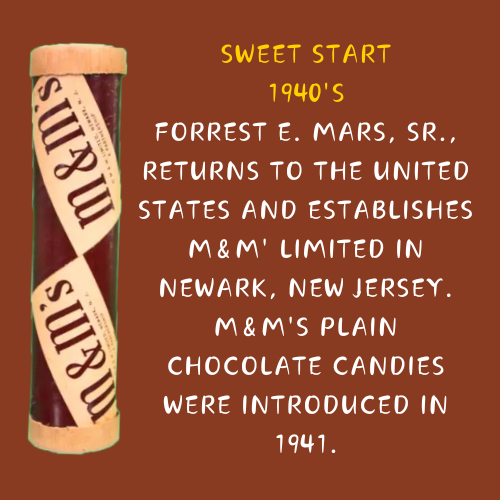 SWEET START
1940'S
FORREST E. MARS, SR.,
RETURNS TO THE UNITED
STATES AND ESTABLISHES
M&M' LIMITED IN
NEWARK, NEW JERSEY.
M&M'S PLAIN
CHOCOLATE CANDIES
WERE INTRODUCED IN
1941.
m&m's
m&m's